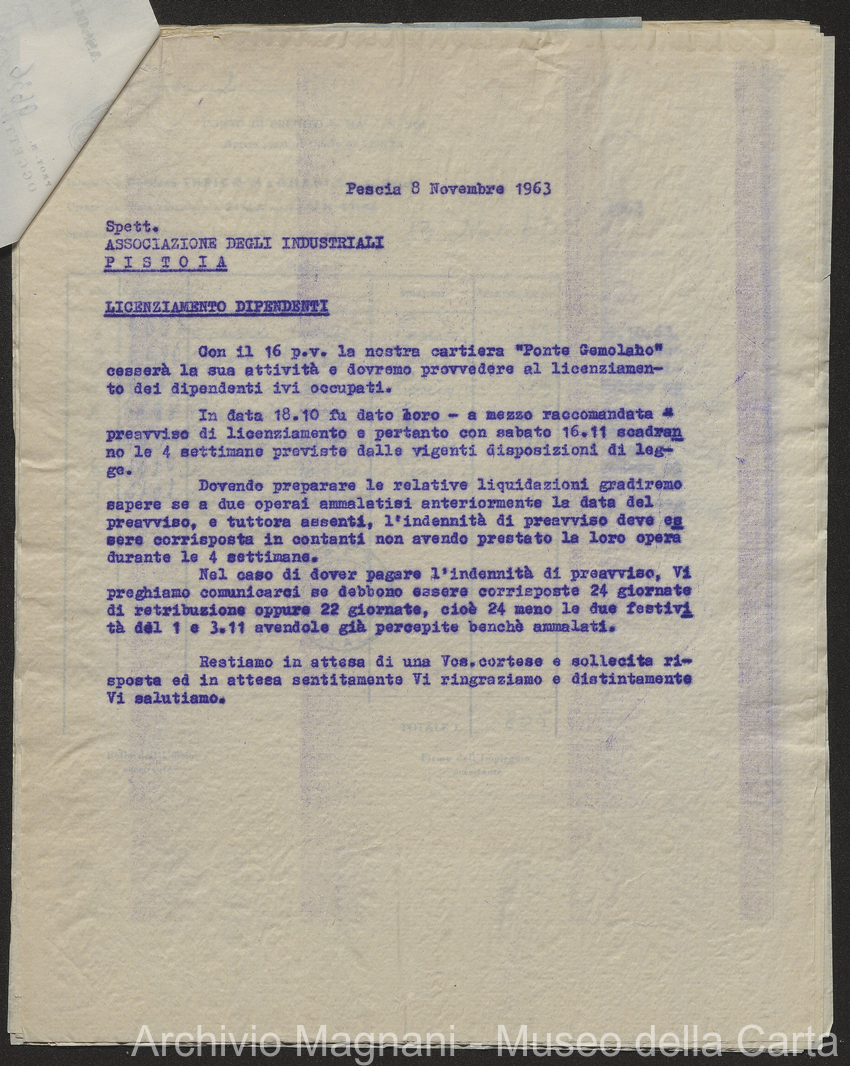 Pescia 8 Novembre 1963
Spett.
ASSOCIAZIONE DEGLI INDUSTRIALI
P I S T O I A
LICENZIAMENTO DIPENDENTI
Con il 16 p.v. la nostra cartiera "Ponte Gemolaho"
cesserà la sua attività e dovremo provvedere al licenziamen-
to dei dipendenti ivi occupati.
In data 18.10 fu dato loro - a mezzo raccomandata -
preavviso di licenziamento e pertanto con sabato 16.11 scadran
no le 4 settimane previste dalle vigenti disposizioni di leg-
ge.
Dovendo preparare le relative liquidazioni gradiremo
sapere se a due operai ammalatisi anteriormente la data del
preavviso, e tuttora assenti, l'indennità di preavviso deve es
sere corrisposta in contanti non avendo prestato la loro opera
durante le 4 settimane.
Nel caso di dover pagare l'indennità di preavviso, Vi
preghiamo comunicarci se debbono essere corrisposte 24 giornate
di retribuzione oppure 22 giornate, cioè 24 meno le due festivi
tà del 1 e 3.11 avendole già percepite benchè ammalati.
Restiamo in attesa di una Vos.cortese e sollecita ri-
sposta ed in attesa sentitamente Vi ringraziamo e distintamente
Vi salutiamo.
Archivio Magnani - Museo della Carta